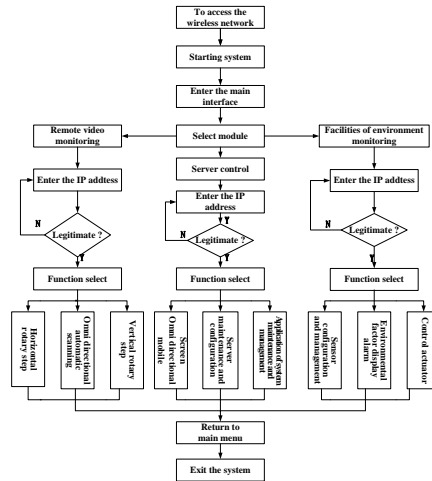 To access the
wireless network
Starting system
Enter the main
interface
Remote video
monitoring
Select module
Facilities of environment
monitoring
Server control
Enter the IP addtess
Enter the IP
address
Enter the IP addtess
Y
N
Legitimate ?
N
Legitimate ?
N
Legitimate ?
Y
Y
Y
Function select
Function select
Function select
Horizontal
rotary step
Omni directional
automatic
scanning
Vertical rotary
step
Screen
Omni directional
mobile
Server
maintenance and
configuration
Application of system
maintenance and
management
Sensor
configuration
and management
Environmental
factor display
alarm
Control actuator
Return to
main menu
Exit the system